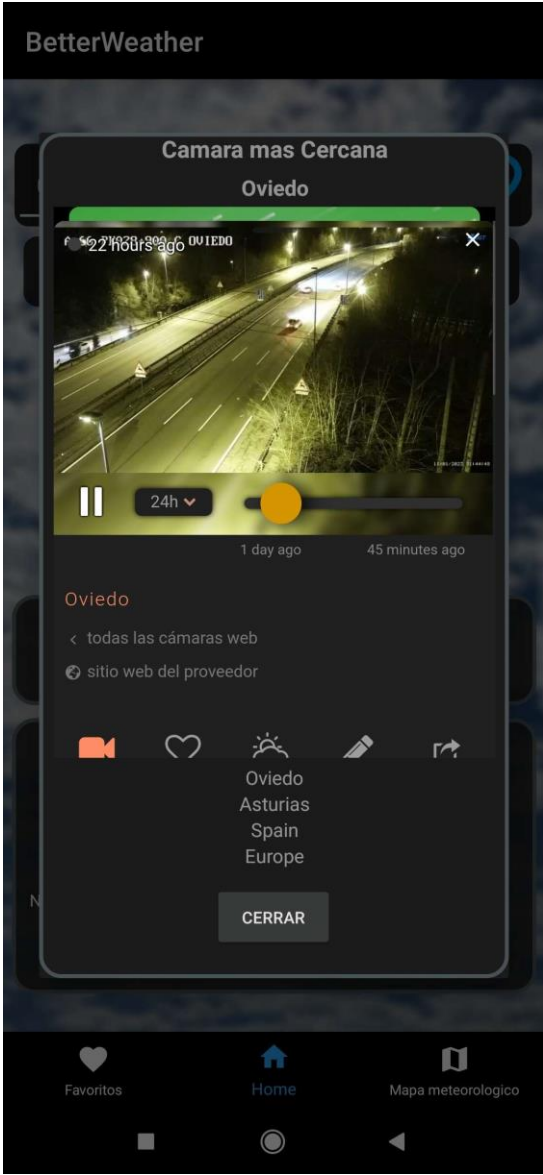 BetterWeather
Camara mas Cercana
Oviedo
22 hours ago
OVIEDO
24h
1 day ago 45 minutes ago
Oviedo
todas las cámaras web
sitio web del proveedor
Oviedo
Asturias
Spain
Europe
N
CERRAR
Favoritos Home Mapa meteorologico